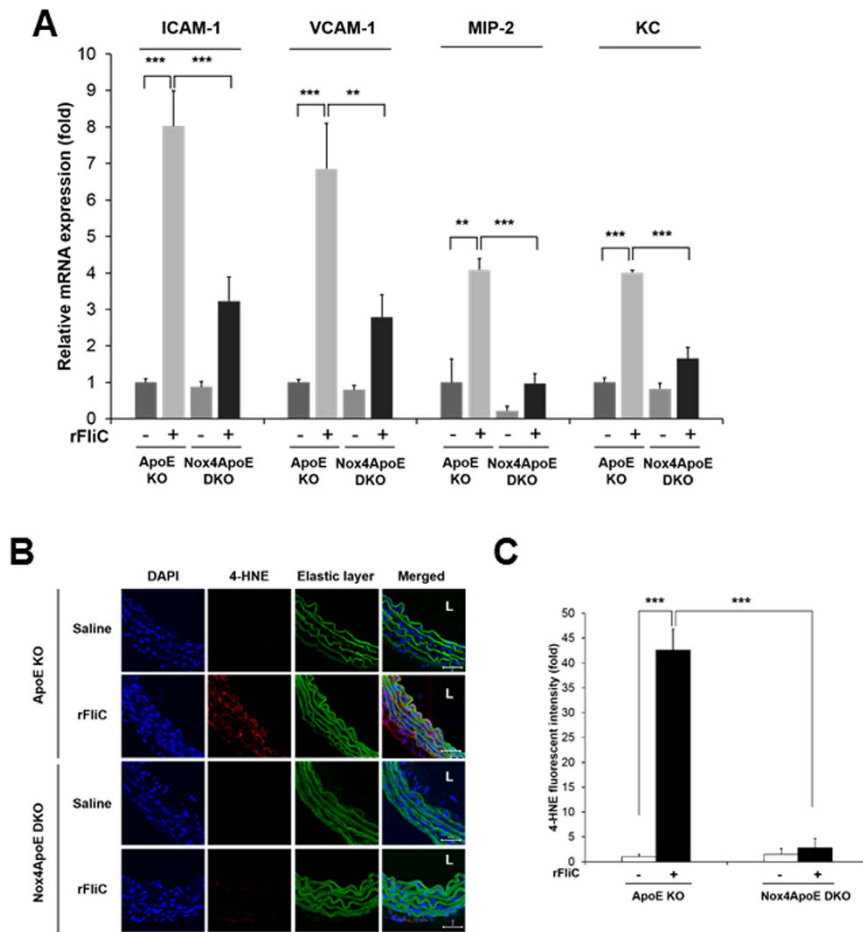 A
ICAM-1 VCAM-1 MIP-2 KC
Relative mRNA expression (fold)
10
9
8
7
6
5
4
3
2
1
0
*** *** *** ** ** *** *** ***
rFliC - + - + - + - + - + - + - + - +
ApoE KO Nox4ApoE DKO ApoE KO Nox4ApoE DKO ApoE KO Nox4ApoE DKO ApoE KO Nox4ApoE DKO
B
DAPI 4-HNE Elastic layer Merged
ApoE KO
Saline L
rFliC L
Nox4ApoE DKO
Saline L
rFliC L
C
4-HNE fluorescent intensity (fold)
50
45
40
35
30
25
20
15
10
5
0
*** ***
rFliC - + - +
ApoE KO Nox4ApoE DKO